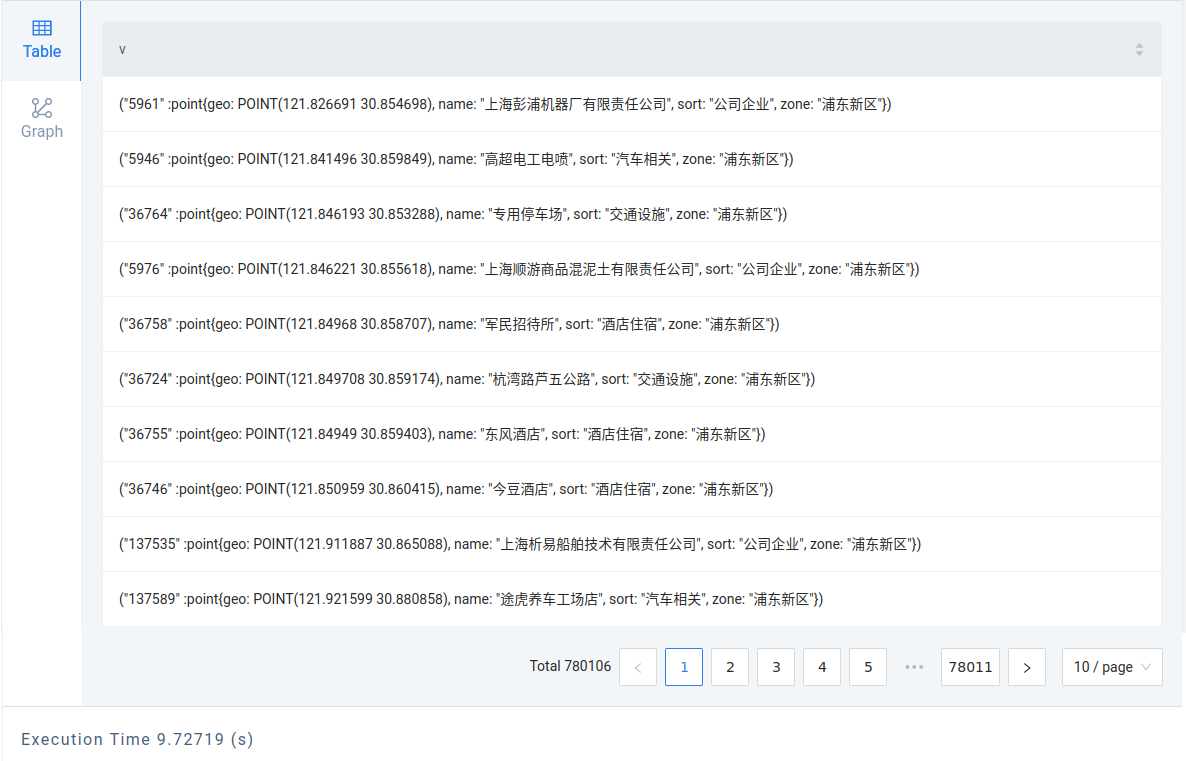 Table
Graph
v
("5961" :point{geo: POINT(121.826691 30.854698), name: "上海彭浦机器厂有限责任公司", sort: "公司企业", zone: "浦东新区"})
("5946" :point{geo: POINT(121.841496 30.859849), name: "高超电工电喷", sort: "汽车相关", zone: "浦东新区"})
("36764" :point{geo: POINT(121.846193 30.853288), name: "专用停车场", sort: "交通设施", zone: "浦东新区"})
("5976" :point{geo: POINT(121.846221 30.855618), name: "上海顺游商品混泥土有限责任公司", sort: "公司企业", zone: "浦东新区"})
("36758" :point{geo: POINT(121.84968 30.858707), name: "军民招待所", sort: "酒店住宿", zone: "浦东新区"})
("36724" :point{geo: POINT(121.849708 30.859174), name: "杭湾路芦五公路", sort: "交通设施", zone: "浦东新区"})
("36755" :point{geo: POINT(121.84949 30.859403), name: "东风酒店", sort: "酒店住宿", zone: "浦东新区"})
("36746" :point{geo: POINT(121.850959 30.860415), name: "今豆酒店", sort: "酒店住宿", zone: "浦东新区"})
("137535" :point{geo: POINT(121.911887 30.865088), name: "上海析易船舶技术有限责任公司", sort: "公司企业", zone: "浦东新区"})
("137589" :point{geo: POINT(121.921599 30.880858), name: "途虎养车工场店", sort: "汽车相关", zone: "浦东新区"})
Total 780106 < 1 2 3 4 5 ••• 78011 > 10 / page
Execution Time 9.72719 (s)